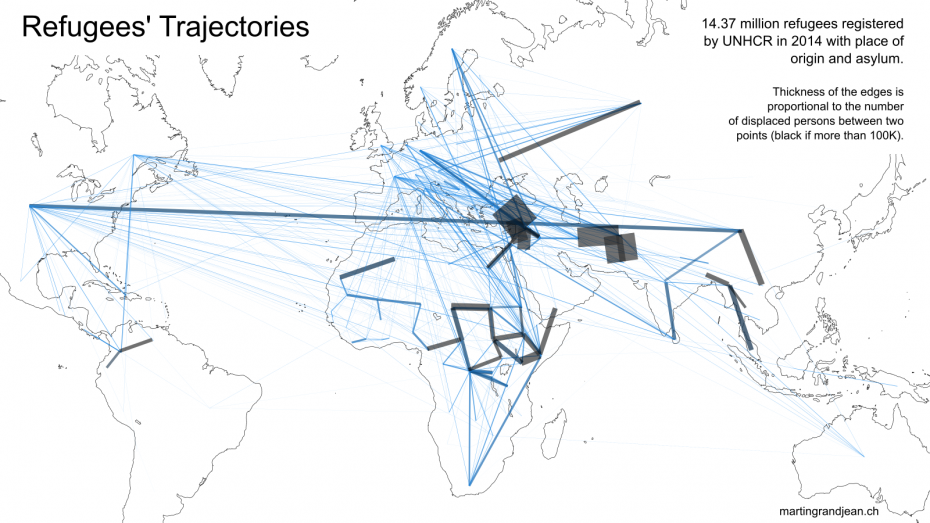 Refugees' Trajectories
14.37 million refugees registered
by UNHCR in 2014 with place of
origin and asylum.
Thickness of the edges is
proportional to the number
of displaced persons between two
points (black if more than 100K).
martingrandjean.ch